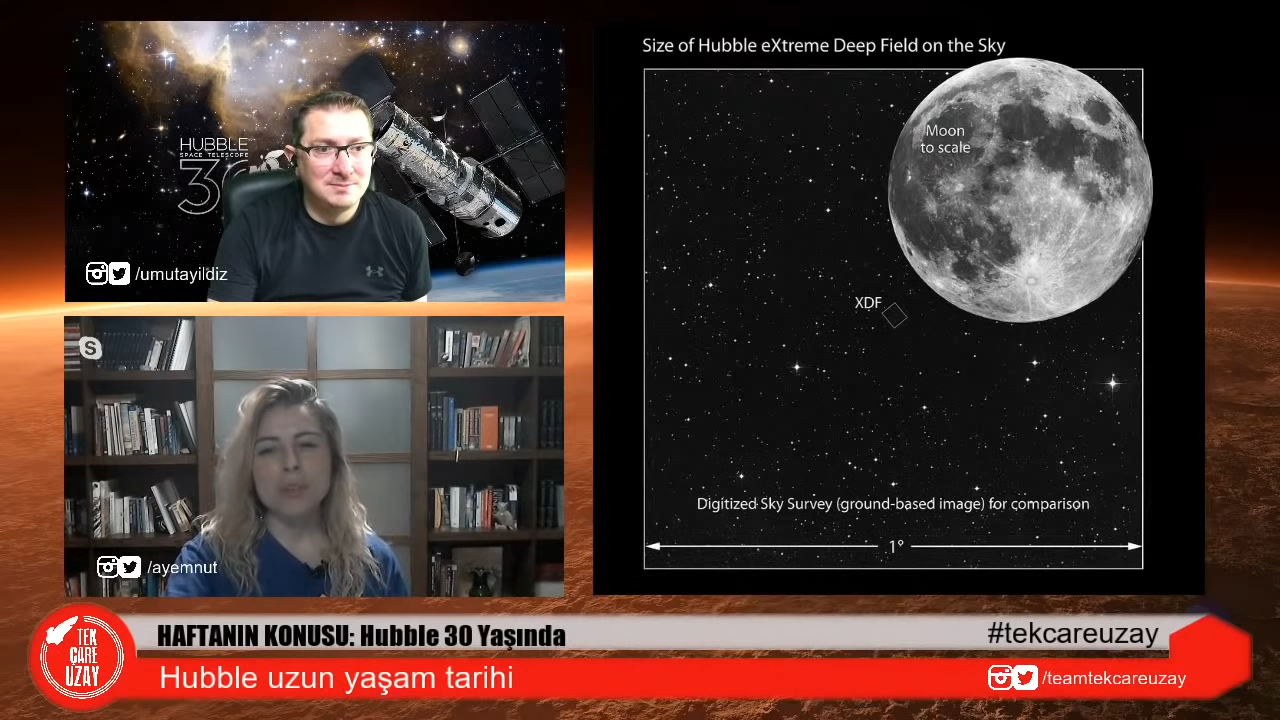 HUBBLE
SPACE TELESCOPE
30
/umutayildiz
S
/ayemnut
Size of Hubble eXtreme Deep Field on the Sky
Moon
to scale
XDF
Digitized Sky Survey (ground-based image) for comparison
1°
TEK
ÇARE
UZAY
HAFTANIN KONUSU: Hubble 30 Yaşında
#tekcareuzay
Hubble uzun yaşam tarihi
/teamtekcareuzay